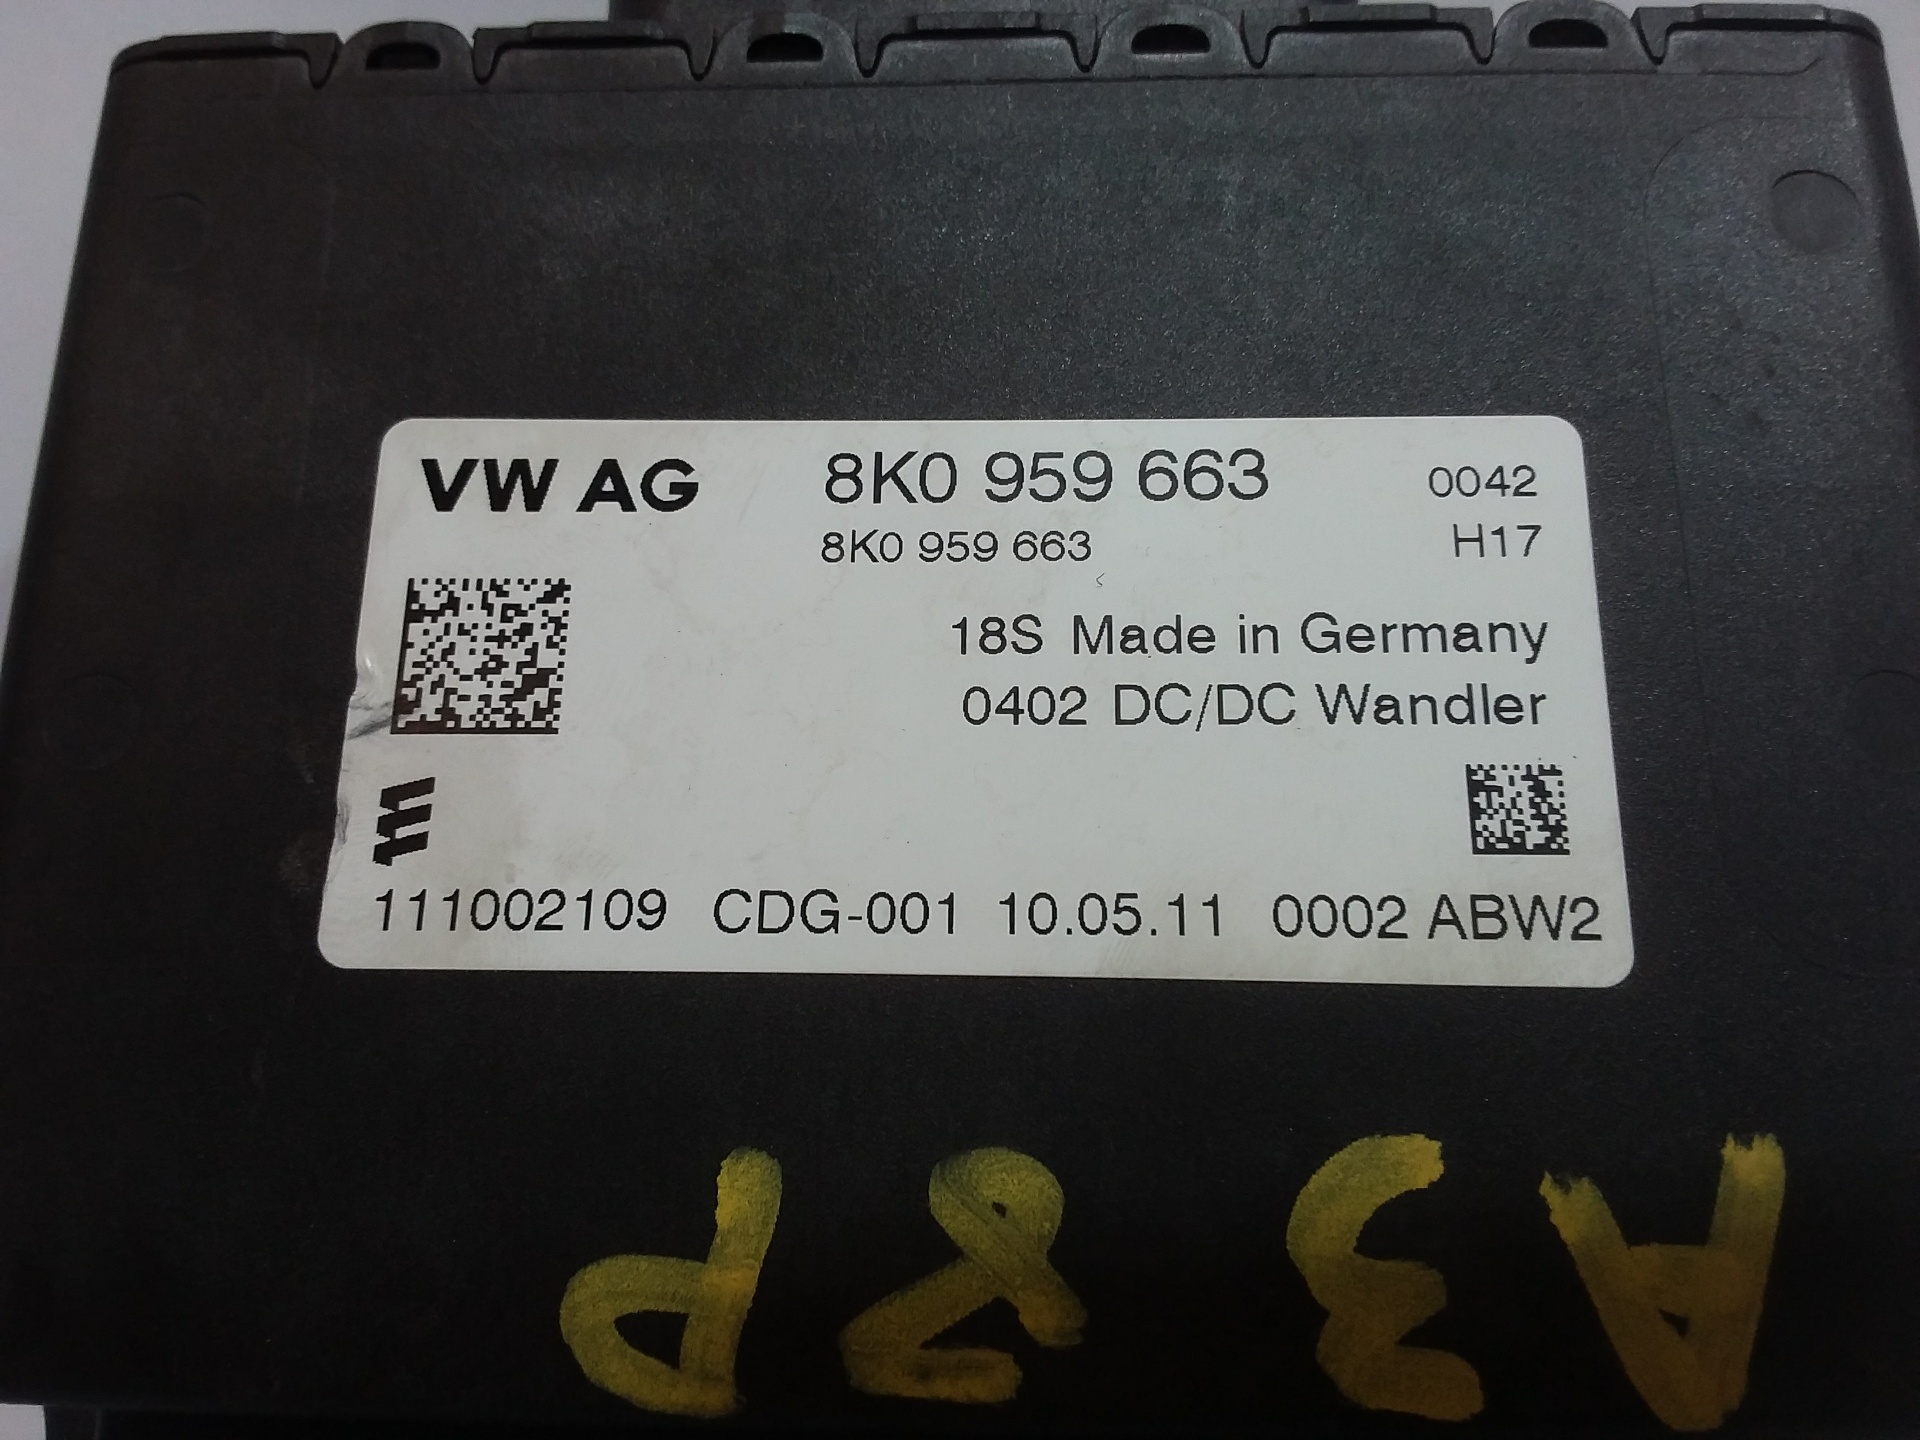 VW AG 8K0 959 663 0042
8K0 959 663 H17
18S Made in Germany
0402 DC/DC Wandler
111002109 CDG-001 10.05.11 0002 ABW2
A3 8P